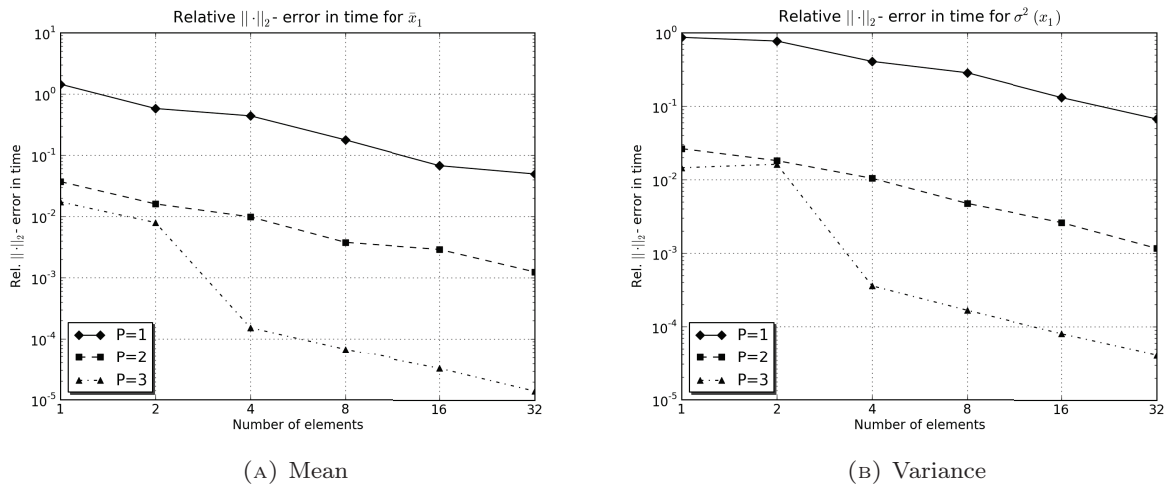 Relative ||·||₂ - error in time for x̄₁
Rel. ||·||₂ - error in time
10¹
10⁰
10⁻¹
10⁻²
10⁻³
10⁻⁴
10⁻⁵
P=1
P=2
P=3
1 2 4 8 16 32
Number of elements
(A) Mean
Relative ||·||₂ - error in time for σ² (x₁)
Rel. ||·||₂ - error in time
10⁰
10⁻¹
10⁻²
10⁻³
10⁻⁴
10⁻⁵
P=1
P=2
P=3
1 2 4 8 16 32
Number of elements
(B) Variance